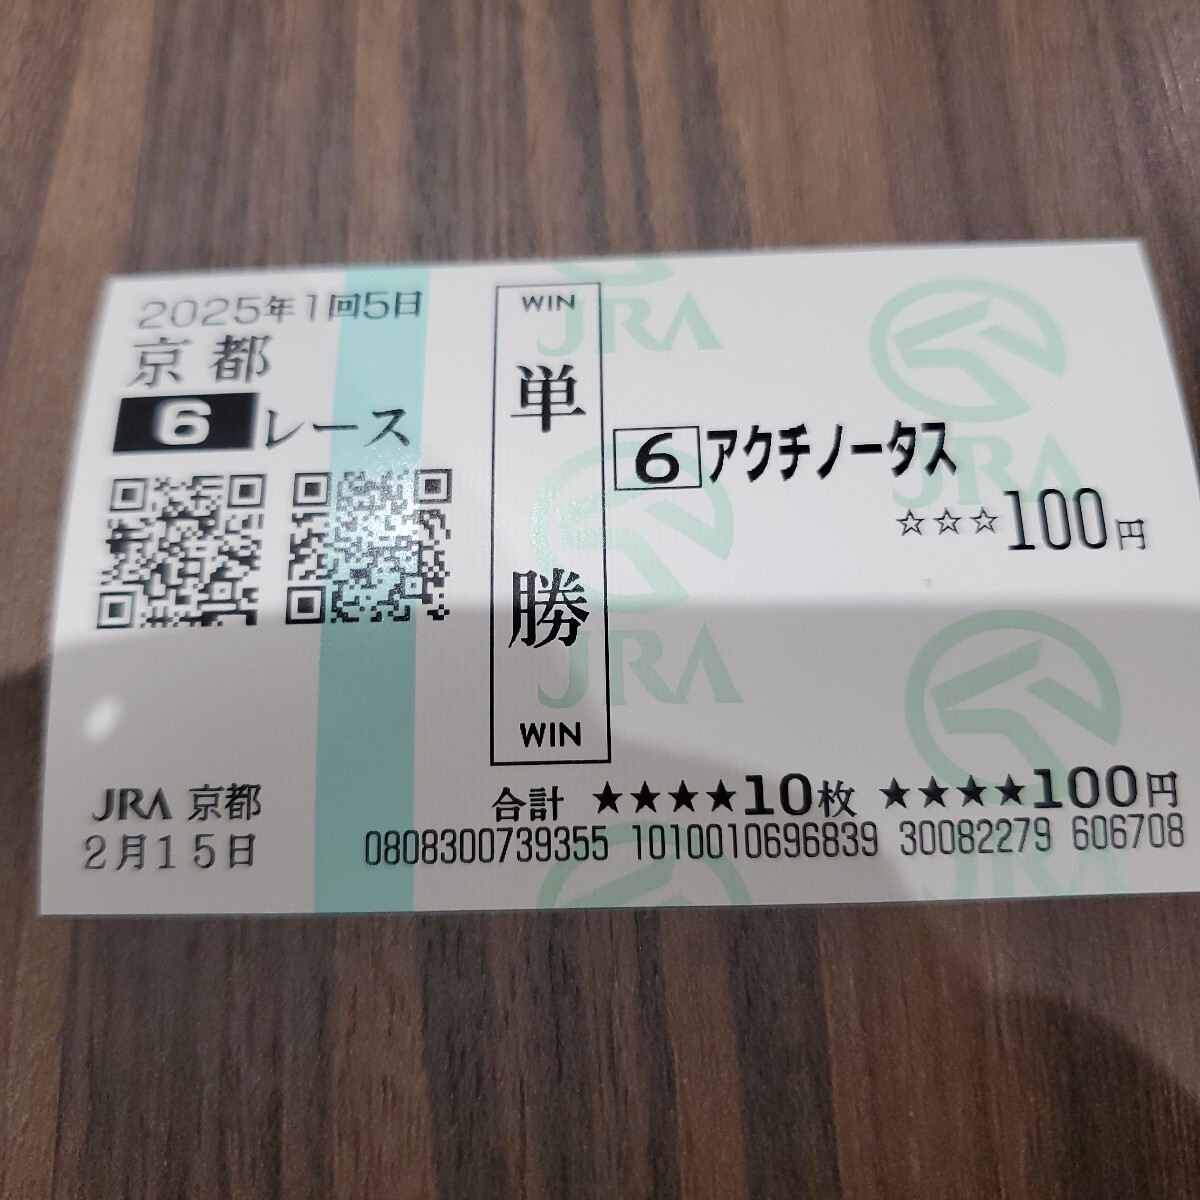 2025年1回5日
京都
6レース
WIN
単勝
WIN
6 アクチノータス
☆☆☆100円
JRA 京都
2月15日
合計 ★★★★10枚 ★★★★100円
0808300739355 1010010696839 30082279 606708
JRA
JRA
JRA
JRA